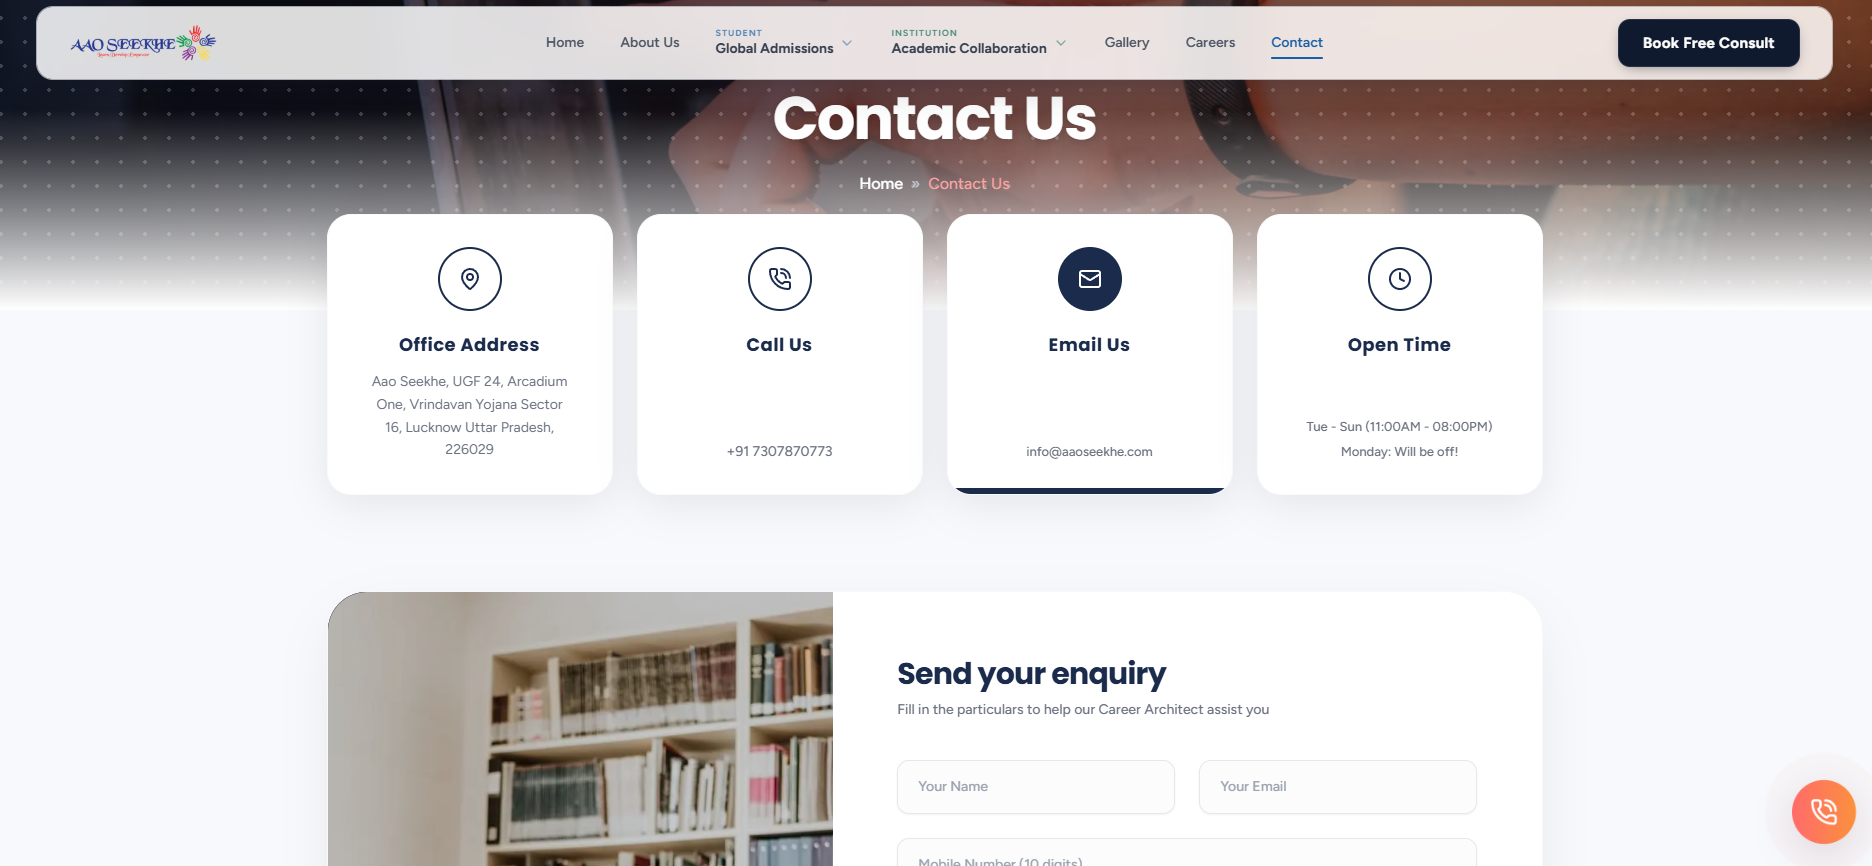 AAO SEEKHE
Home
About Us
STUDENT
Global Admissions
INSTITUTION
Academic Collaboration
Gallery
Careers
Contact
Book Free Consult
Contact Us
Home » Contact Us
Office Address
Aao Seekhe, UGF 24, Arcadium
One, Vrindavan Yojana Sector
16, Lucknow Uttar Pradesh,
226029
Call Us
+91 7307870773
Email Us
info@aaoseekhe.com
Open Time
Tue - Sun (11:00AM - 08:00PM)
Monday: Will be off!
Send your enquiry
Fill in the particulars to help our Career Architect assist you
Your Name
Your Email
Mobile Number (10 digits)